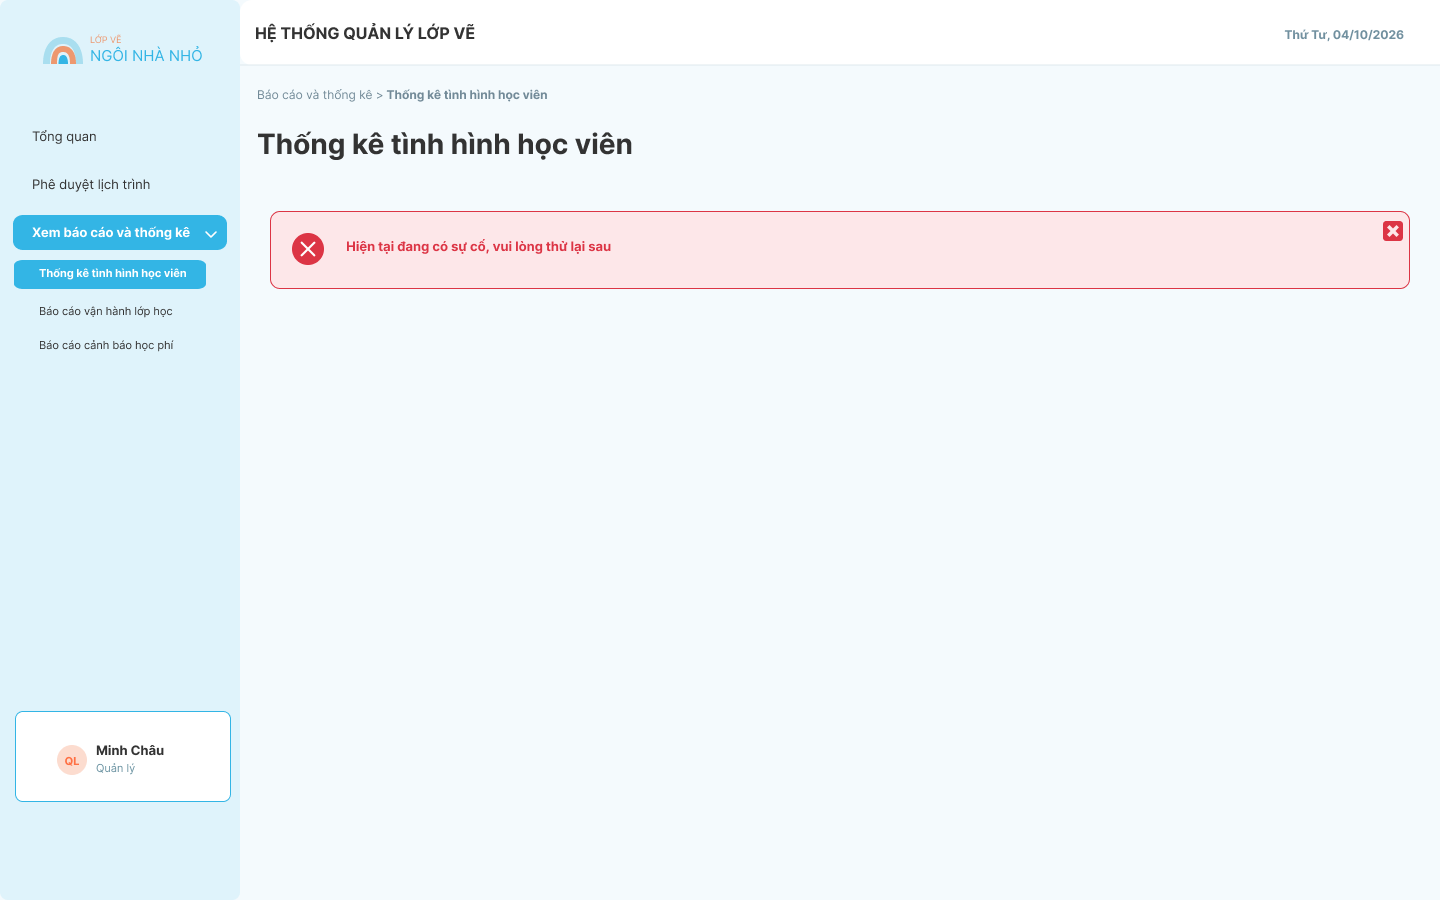 LỚP VẼ
NGÔI NHÀ NHỎ
HỆ THỐNG QUẢN LÝ LỚP VẼ
Thứ Tư, 04/10/2026
Báo cáo và thống kê > Thống kê tình hình học viên
Thống kê tình hình học viên
Tổng quan
Phê duyệt lịch trình
Xem báo cáo và thống kê
Thống kê tình hình học viên
Báo cáo vận hành lớp học
Báo cáo cảnh báo học phí
Hiện tại đang có sự cố, vui lòng thử lại sau
QL
Minh Châu
Quản lý